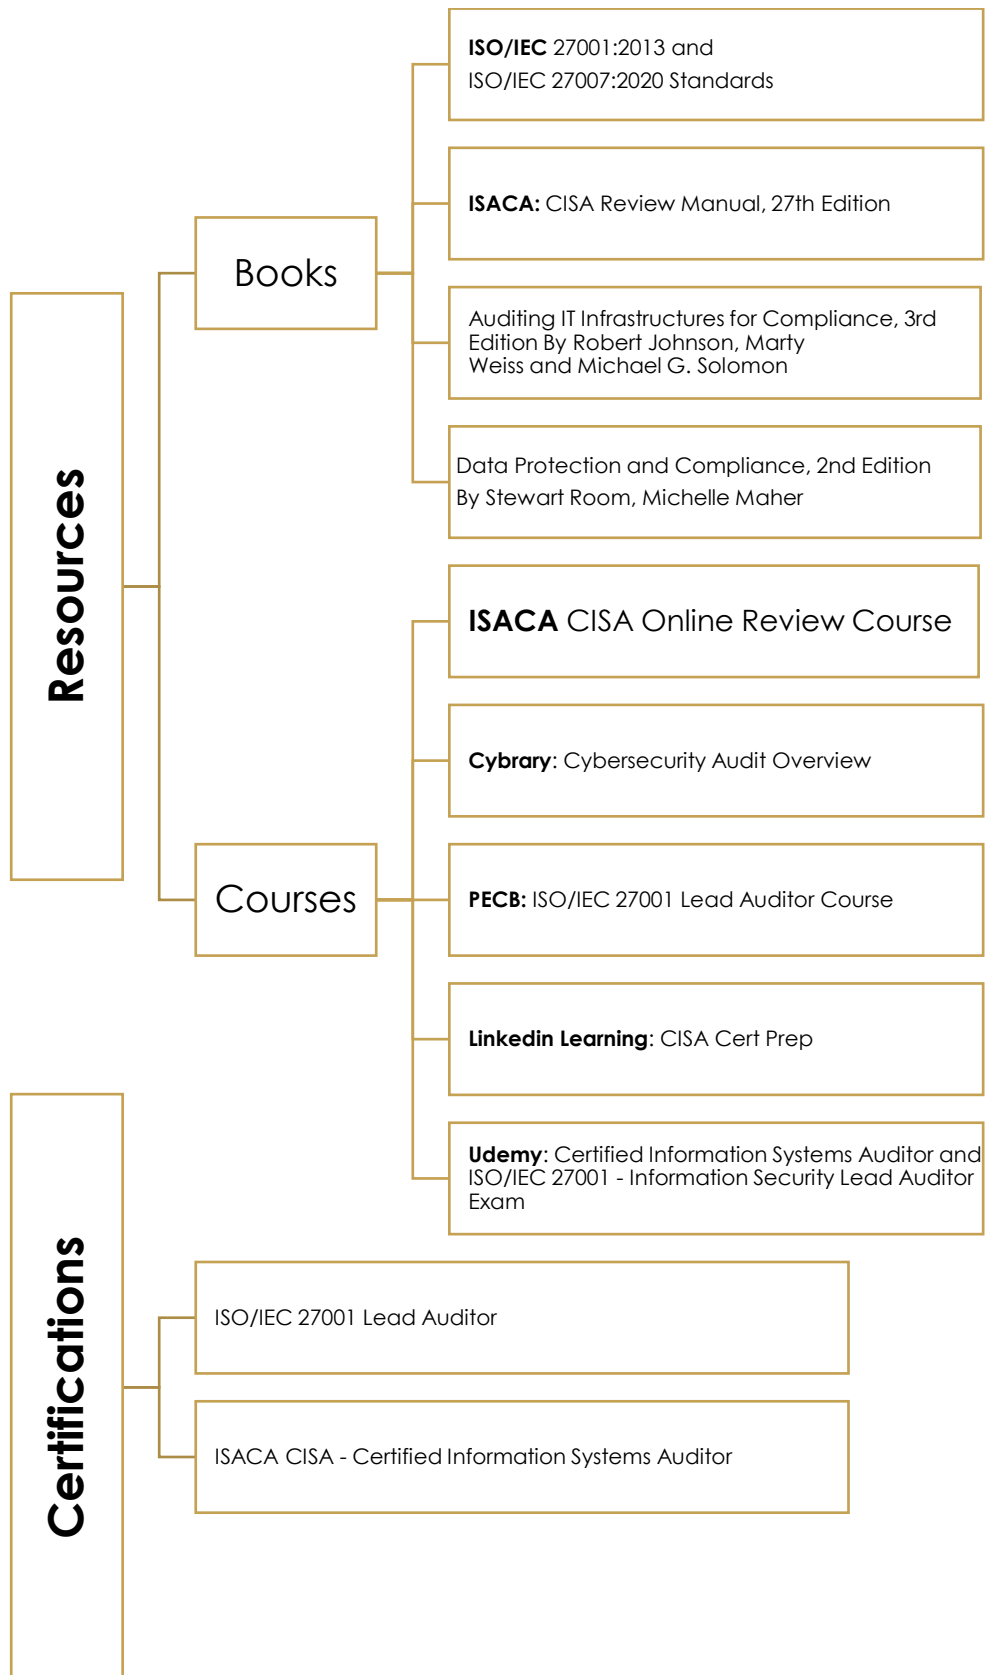 Resources
Books
ISO/IEC 27001:2013 and
ISO/IEC 27007:2020 Standards
ISACA: CISA Review Manual, 27th Edition
Auditing IT Infrastructures for Compliance, 3rd
Edition By Robert Johnson, Marty
Weiss and Michael G. Solomon
Data Protection and Compliance, 2nd Edition
By Stewart Room, Michelle Maher
Courses
ISACA CISA Online Review Course
Cybrary: Cybersecurity Audit Overview
PECB: ISO/IEC 27001 Lead Auditor Course
Linkedin Learning: CISA Cert Prep
Udemy: Certified Information Systems Auditor and
ISO/IEC 27001 - Information Security Lead Auditor
Exam
Certifications
ISO/IEC 27001 Lead Auditor
ISACA CISA - Certified Information Systems Auditor